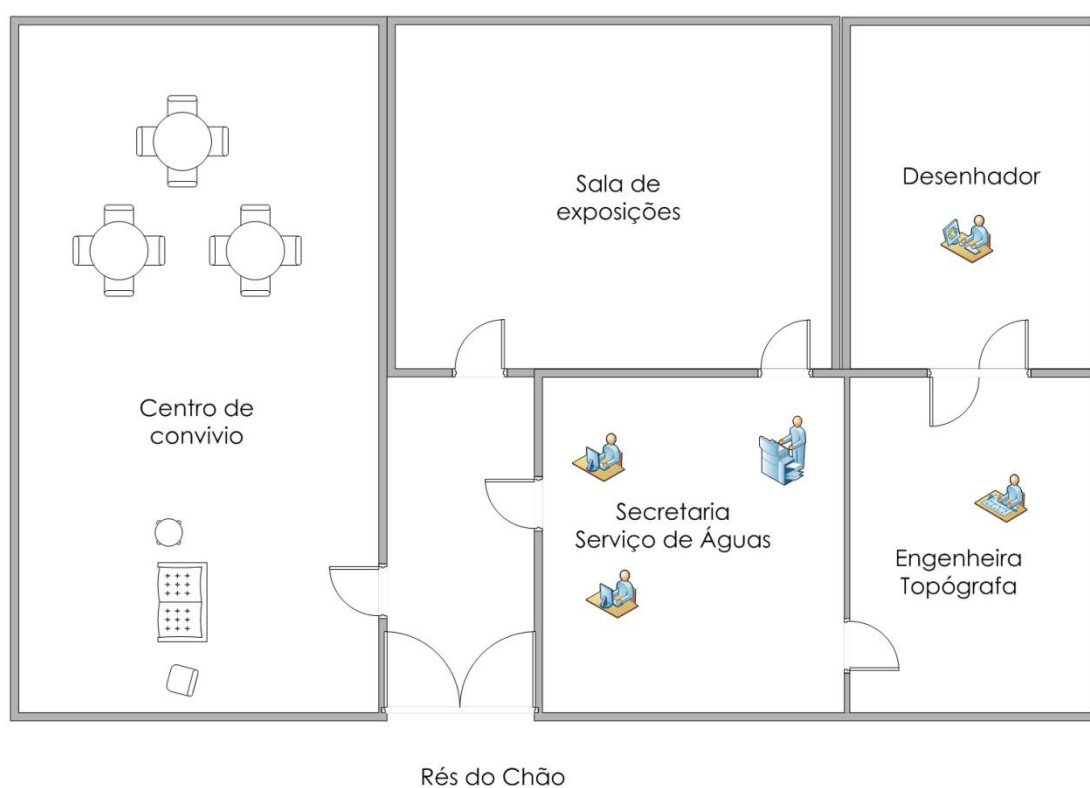 Sala de
exposições
Desenhador
Centro de
convivio
Secretaria
Serviço de Águas
Engenheira
Topógrafa
Rés do Chão